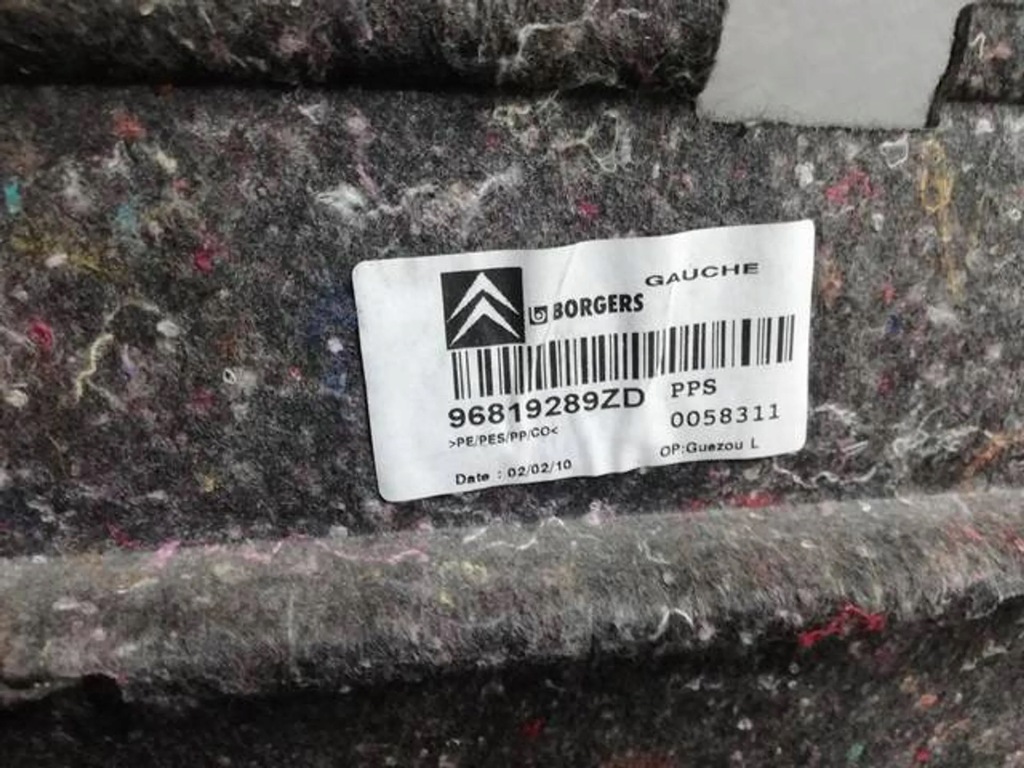 GAUCHE
BORGERS
96819289ZD PPS
>PE/PES/PP/CO< 0058311
Date : 02/02/10 OP:Guezou L